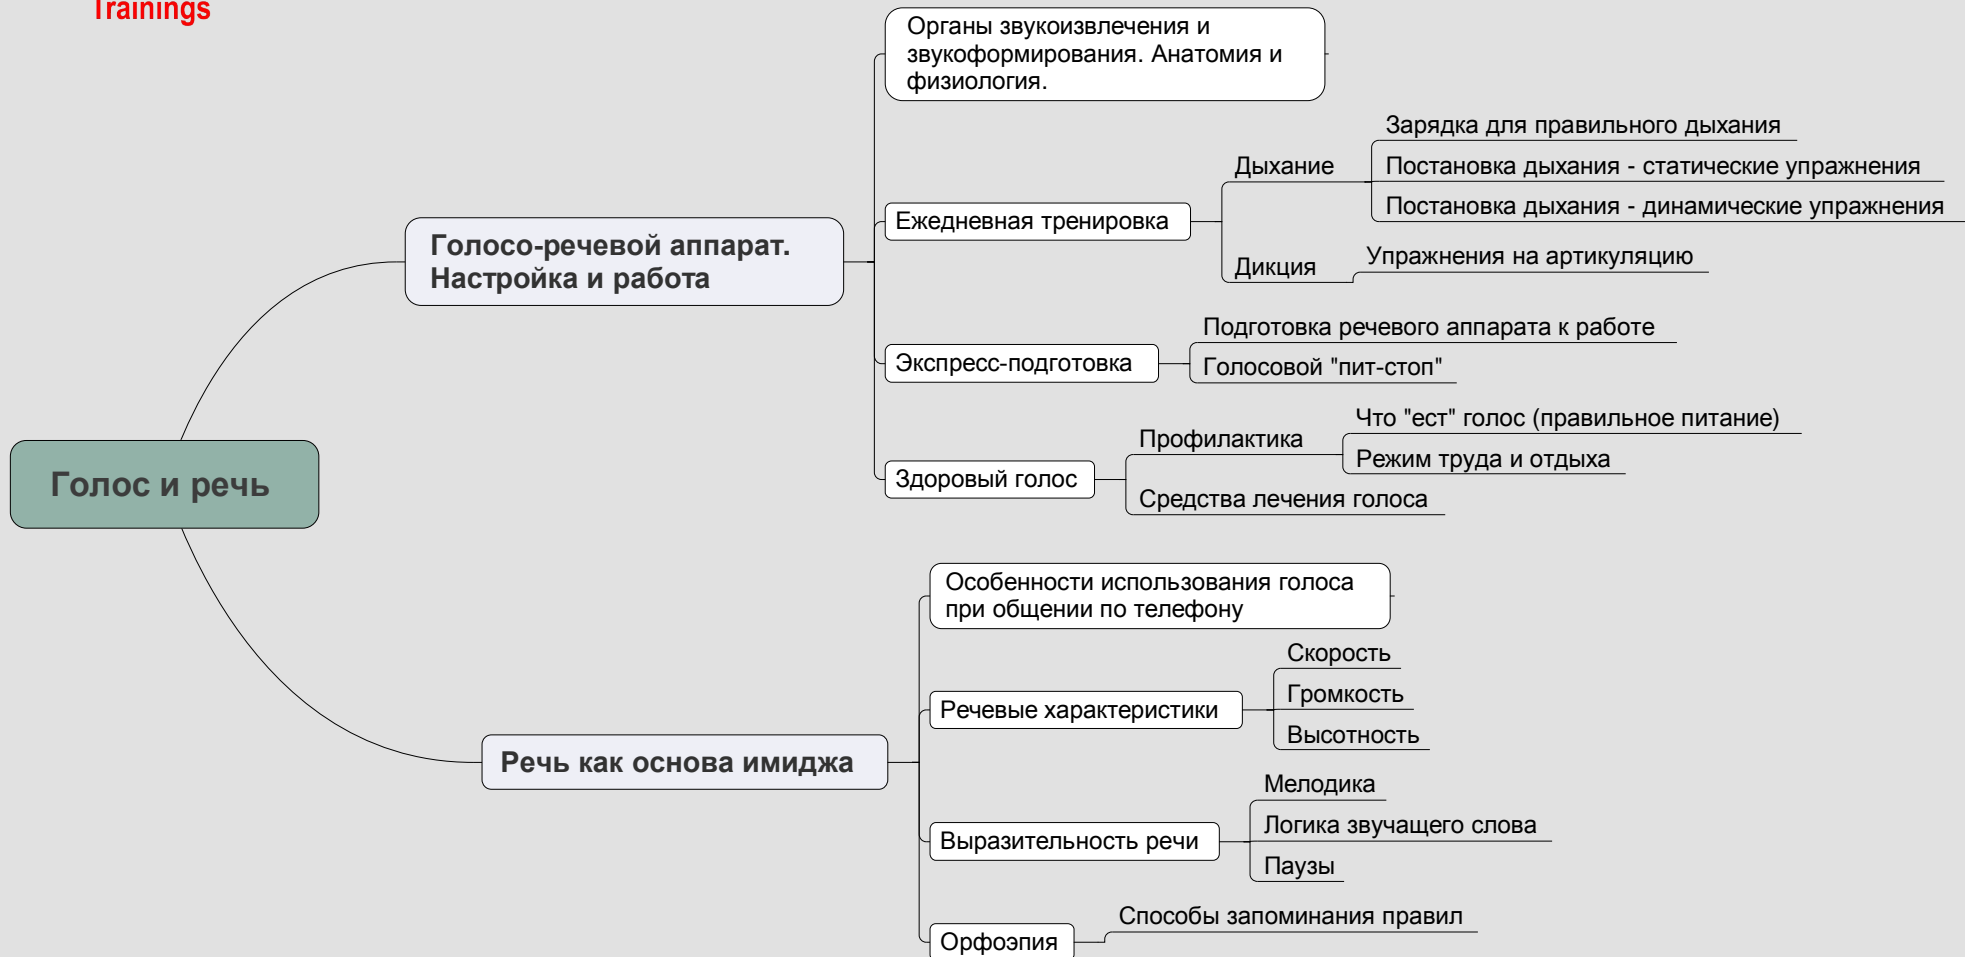 Trainings
Органы звукоизвлечения и
звукоформирования. Анатомия и
физиология.
Зарядка для правильного дыхания
Дыхание
Постановка дыхания - статические упражнения
Постановка дыхания - динамические упражнения
Ежедневная тренировка
Голосо-речевой аппарат.
Настройка и работа
Упражнения на артикуляцию
Дикция
Подготовка речевого аппарата к работе
Экспресс-подготовка
Голосовой "пит-стоп"
Что "ест" голос (правильное питание)
Профилактика
Режим труда и отдыха
Здоровый голос
Средства лечения голоса
Голос и речь
Особенности использования голоса
при общении по телефону
Скорость
Речевые характеристики
Громкость
Высотность
Речь как основа имиджа
Мелодика
Выразительность речи
Логика звучащего слова
Паузы
Способы запоминания правил
Орфоэпия